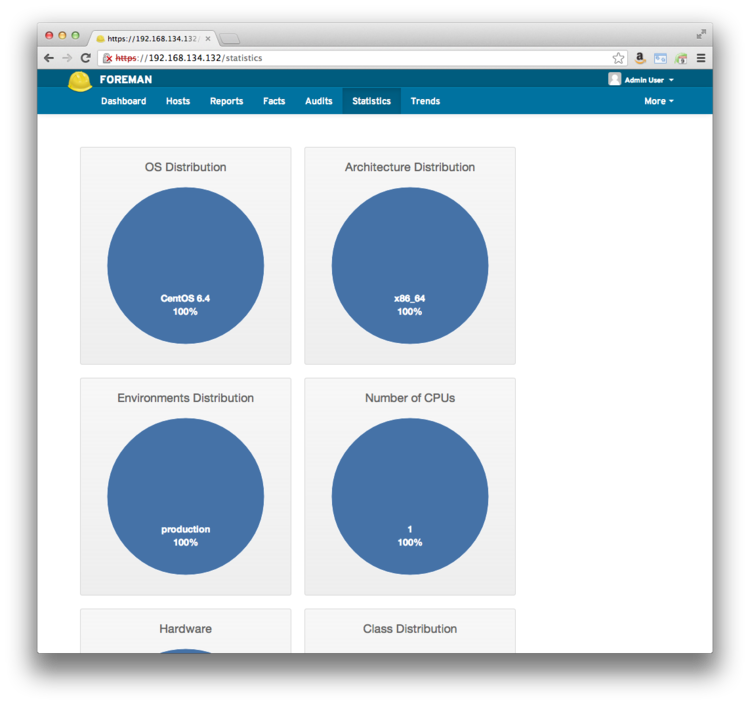 https://192.168.134.132/
https://192.168.134.132/statistics
FOREMAN
Admin User
Dashboard Hosts Reports Facts Audits Statistics Trends More
OS Distribution
CentOS 6.4
100%
Architecture Distribution
x86_64
100%
Environments Distribution
production
100%
Number of CPUs
1
100%
Hardware
Class Distribution